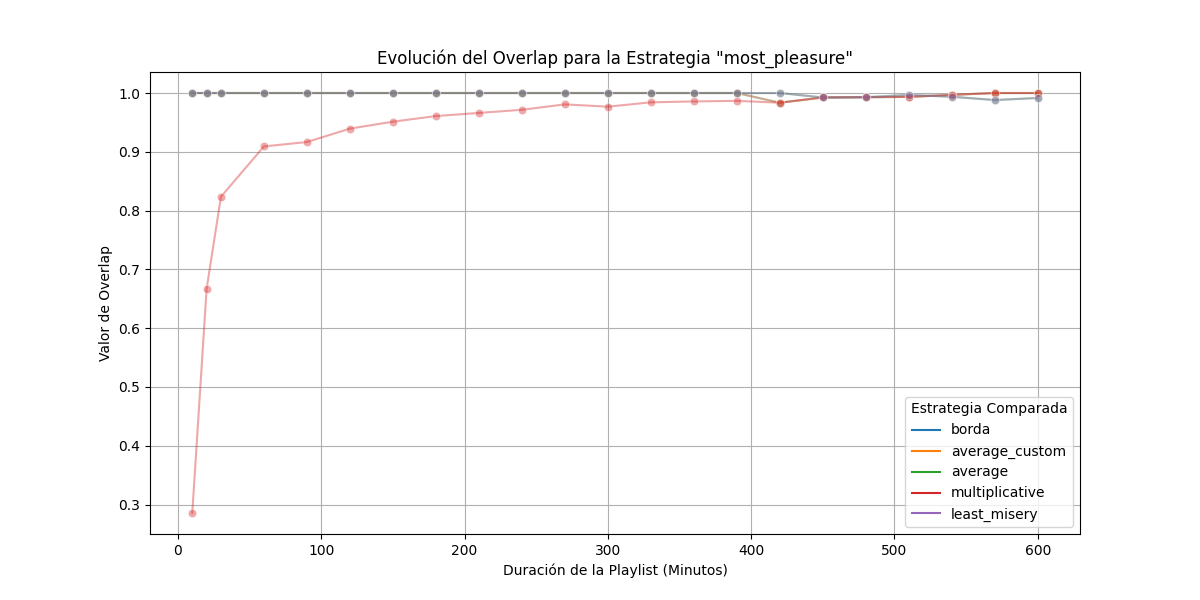 Evolución del Overlap para la Estrategia "most_pleasure"
Valor de Overlap
1.0
0.9
0.8
0.7
0.6
0.5
0.4
0.3
0 100 200 300 400 500 600
Duración de la Playlist (Minutos)
Estrategia Comparada
borda
average_custom
average
multiplicative
least_misery